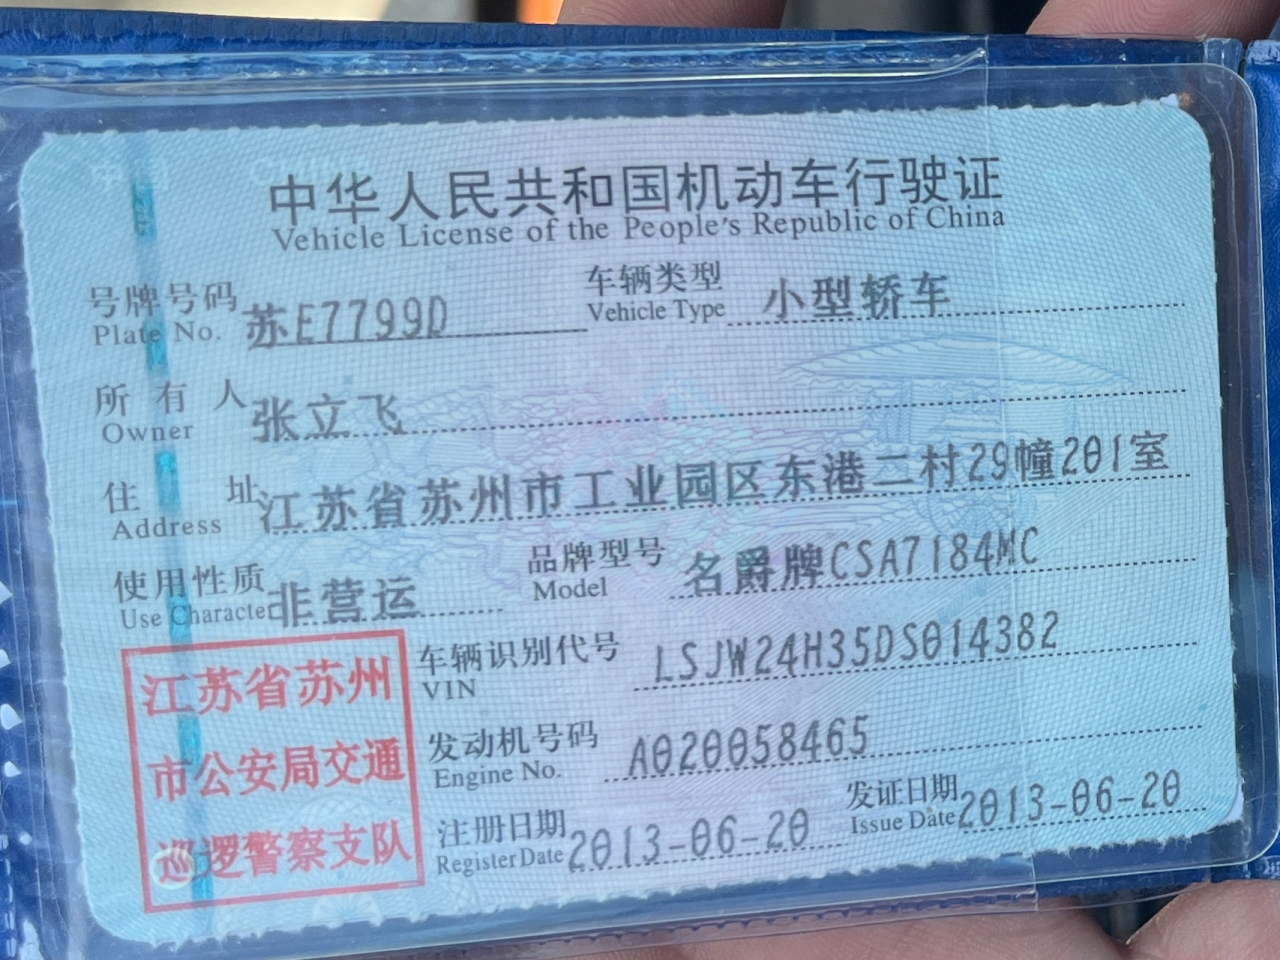 中华人民共和国机动车行驶证
Vehicle License of the People's Republic of China
号牌号码 苏E7799D 车辆类型 小型轿车
Plate No. Vehicle Type
所有人 张立飞
Owner
住址 江苏省苏州市工业园区东港二村29幢201室
Address
使用性质 非营运 品牌型号 名爵牌CSA7184MC
Use Characte Model
车辆识别代号 LSJW24H35DS014382
VIN
发动机号码 A020058465
Engine No.
注册日期 2013-06-20 发证日期 2013-06-20
Register Date Issue Date
江苏省苏州
市公安局交通
巡逻警察支队